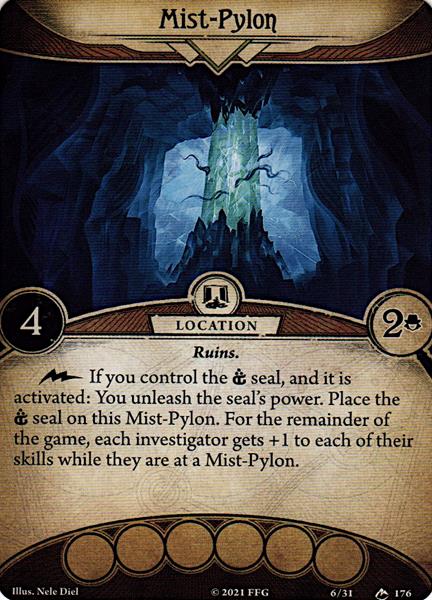 Mist-Pylon
4
LOCATION
2
Ruins.
If you control the seal, and it is
activated: You unleash the seal's power. Place the
seal on this Mist-Pylon. For the remainder of
the game, each investigator gets +1 to each of their
skills while they are at a Mist-Pylon.
Illus. Nele Diel
© 2021 FFG
6/31
176